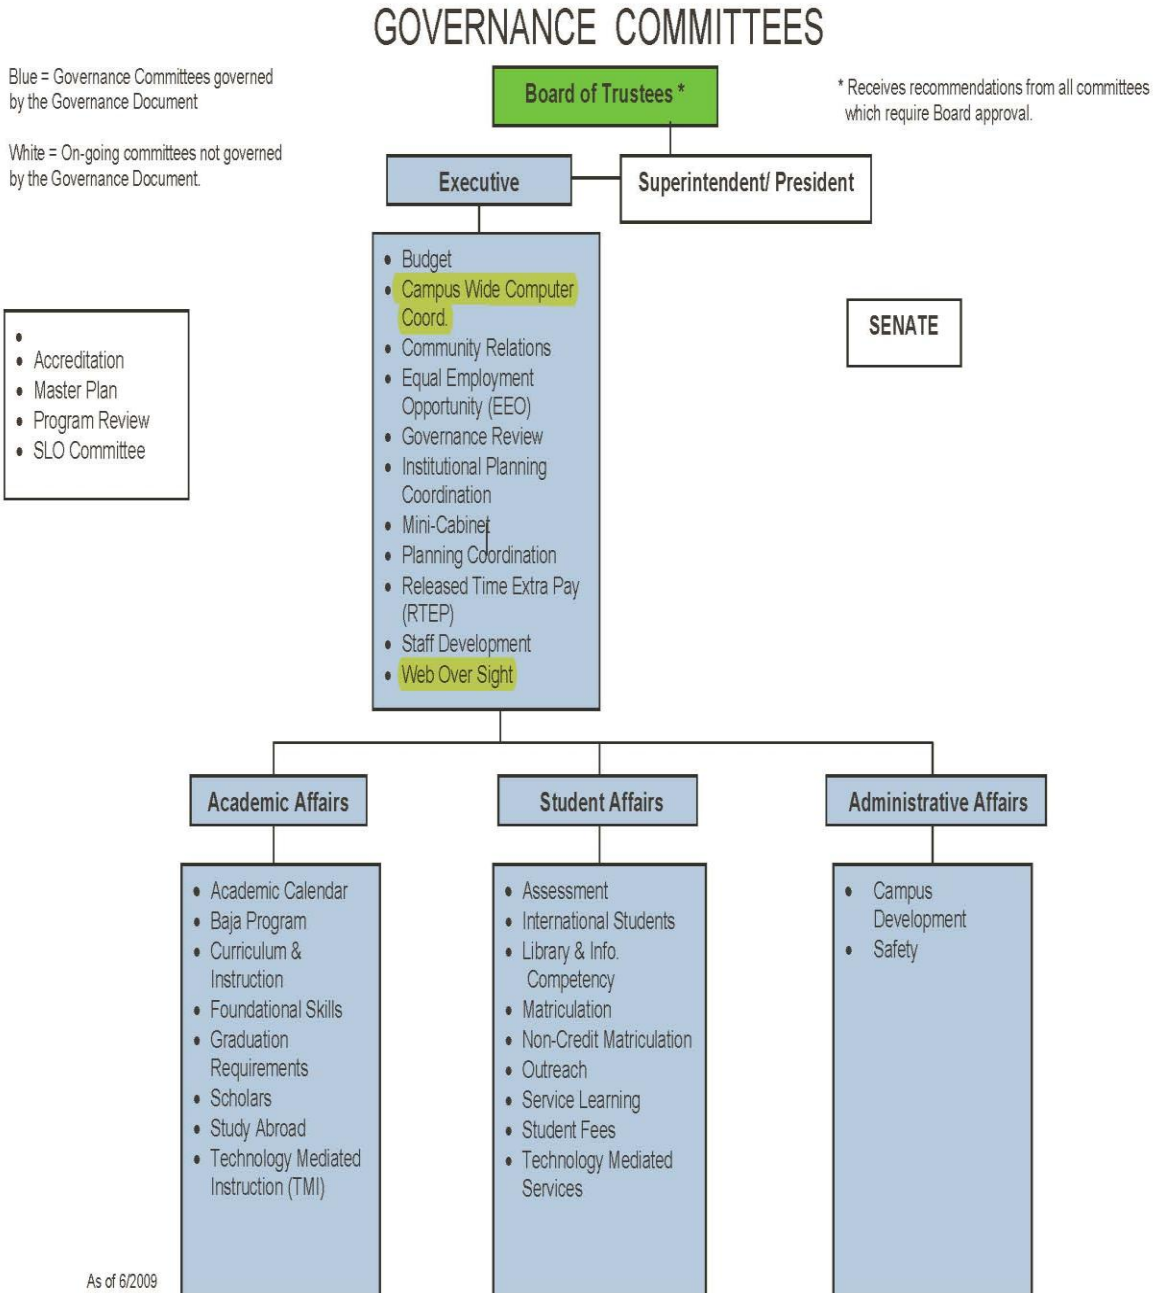 GOVERNANCE COMMITTEES
Blue = Governance Committees governed
by the Governance Document
White = On-going committees not governed
by the Governance Document.
Board of Trustees *
* Receives recommendations from all committees
which require Board approval.
Executive
Superintendent/ President
• Budget
• Campus Wide Computer
Coord.
• Community Relations
• Equal Employment
Opportunity (EEO)
• Governance Review
• Institutional Planning
Coordination
• Mini-Cabinet
• Planning Coordination
• Released Time Extra Pay
(RTEP)
• Staff Development
• Web Over Sight
•
• Accreditation
• Master Plan
• Program Review
• SLO Committee
SENATE
Academic Affairs
• Academic Calendar
• Baja Program
• Curriculum &
Instruction
• Foundational Skills
• Graduation
Requirements
• Scholars
• Study Abroad
• Technology Mediated
Instruction (TMI)
Student Affairs
• Assessment
• International Students
• Library & Info.
Competency
• Matriculation
• Non-Credit Matriculation
• Outreach
• Service Learning
• Student Fees
• Technology Mediated
Services
Administrative Affairs
• Campus
Development
• Safety
As of 6/2009